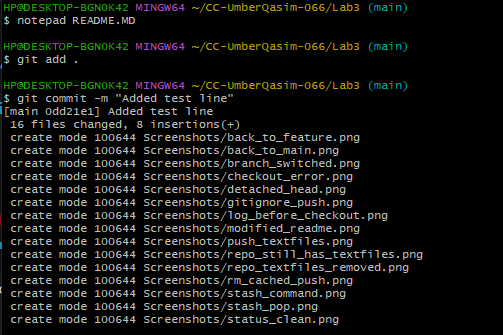 HP@DESKTOP-BGN0K42 MINGW64 ~/CC-UmberQasim-066/Lab3 (main)
$ notepad README.MD
HP@DESKTOP-BGN0K42 MINGW64 ~/CC-UmberQasim-066/Lab3 (main)
$ git add .
HP@DESKTOP-BGN0K42 MINGW64 ~/CC-UmberQasim-066/Lab3 (main)
$ git commit -m "Added test line"
[main 0dd21e1] Added test line
 16 files changed, 8 insertions(+)
 create mode 100644 Screenshots/back_to_feature.png
 create mode 100644 Screenshots/back_to_main.png
 create mode 100644 Screenshots/branch_switched.png
 create mode 100644 Screenshots/checkout_error.png
 create mode 100644 Screenshots/detached_head.png
 create mode 100644 Screenshots/gitignore_push.png
 create mode 100644 Screenshots/log_before_checkout.png
 create mode 100644 Screenshots/modified_readme.png
 create mode 100644 Screenshots/push_textfiles.png
 create mode 100644 Screenshots/repo_still_has_textfiles.png
 create mode 100644 Screenshots/repo_textfiles_removed.png
 create mode 100644 Screenshots/rm_cached_push.png
 create mode 100644 Screenshots/stash_command.png
 create mode 100644 Screenshots/stash_pop.png
 create mode 100644 Screenshots/status_clean.png